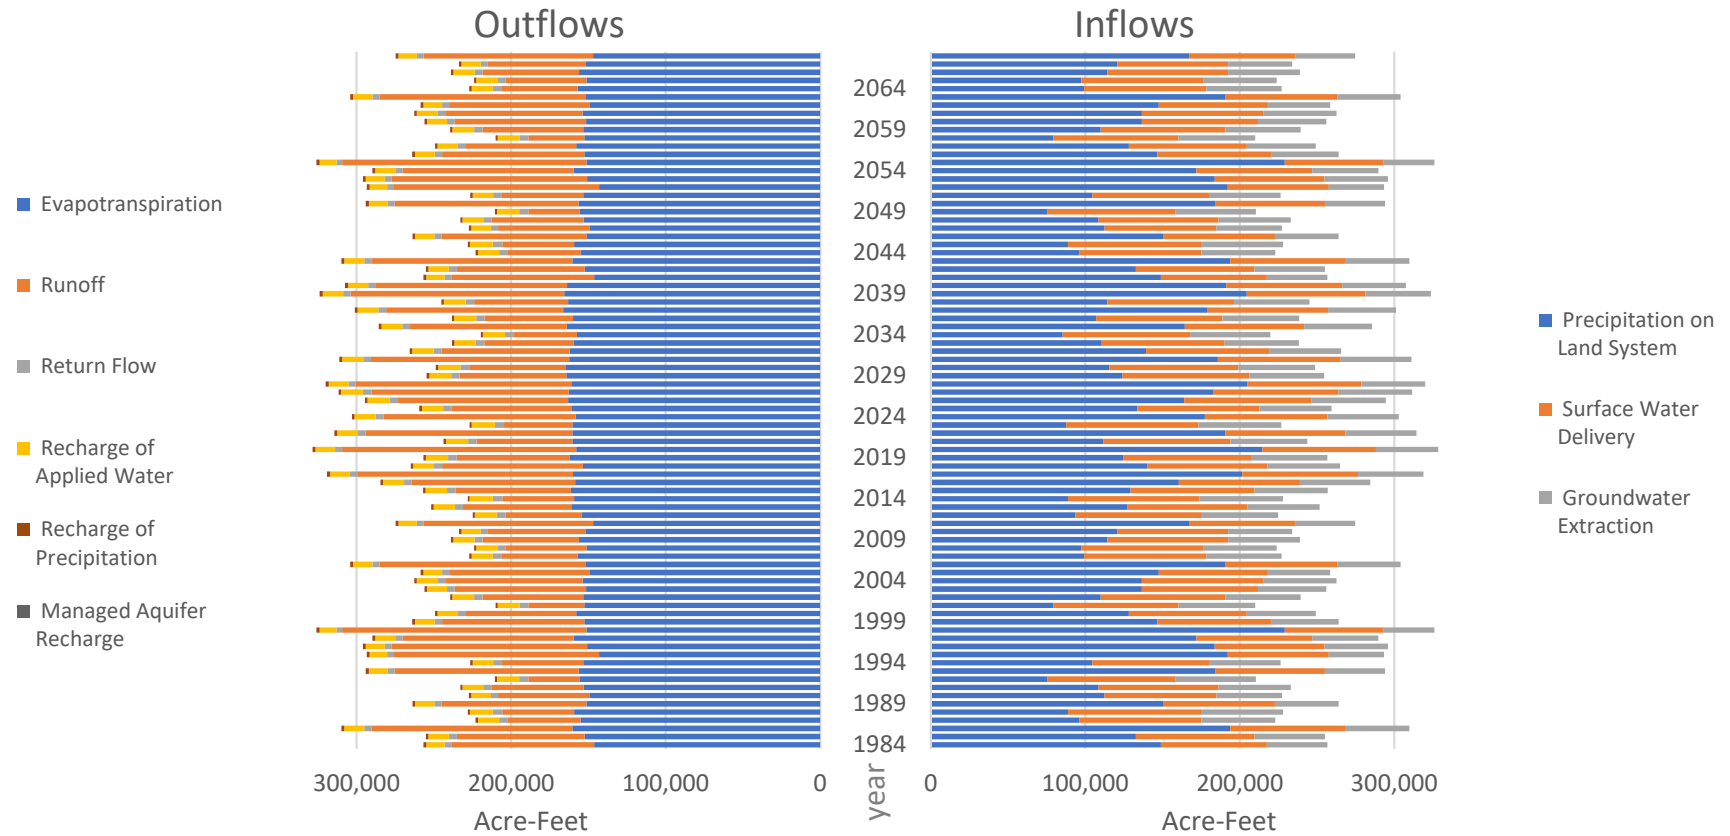 Outflows
Inflows
Evapotranspiration
Runoff
Return Flow
Recharge of
Applied Water
Recharge of
Precipitation
Managed Aquifer
Recharge
2064
2059
2054
2049
2044
2039
2034
2029
2024
2019
2014
2009
2004
1999
1994
1989
1984
year
300,000
200,000
100,000
0
Acre-Feet
0
100,000
200,000
300,000
Acre-Feet
Precipitation on
Land System
Surface Water
Delivery
Groundwater
Extraction